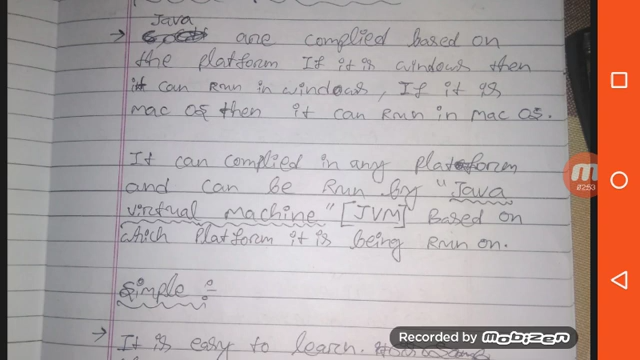 Java
→ are complied based on
the platform If it is windows then
it can Run in windows, If it is
mac OS then it can Run in mac OS.
It can complied in any platform
and can be Run by "Java
virtual machine" [JVM] Based on
which platform it is being Run on.
Simple :-
→ It is easy to learn.
02:53
Recorded by mobizen